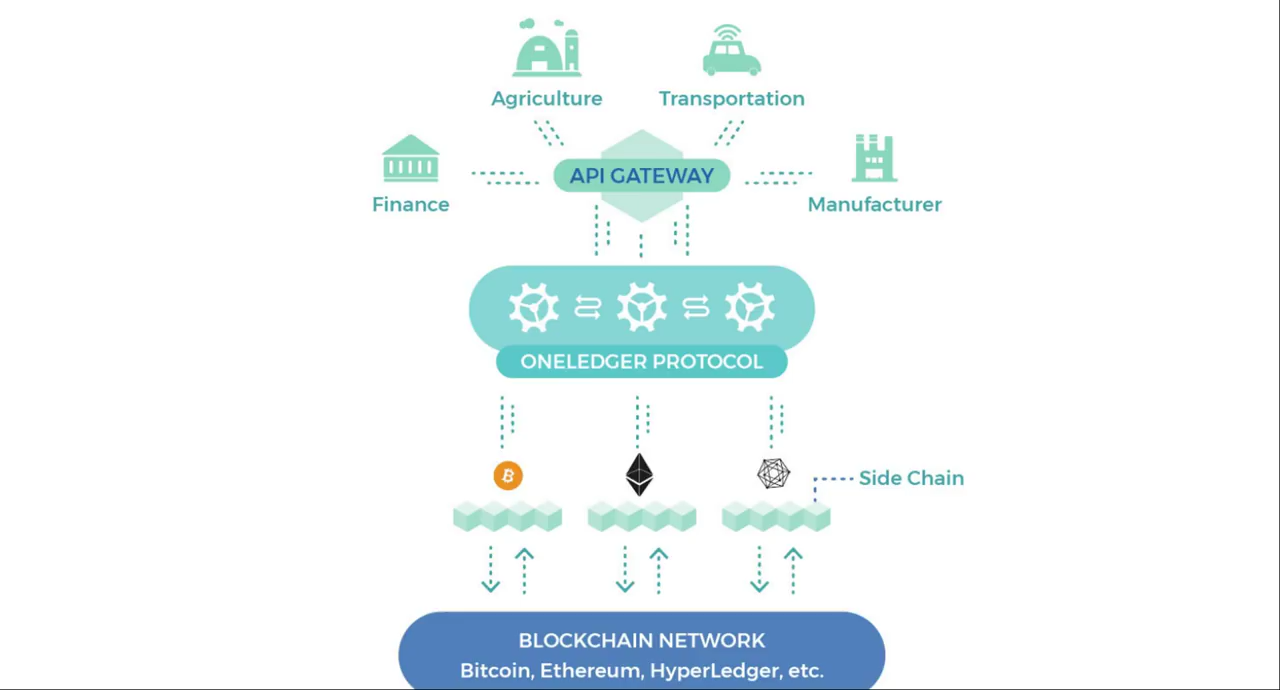 Agriculture
Transportation
Finance
API GATEWAY
Manufacturer
ONELEDGER PROTOCOL
Side Chain
BLOCKCHAIN NETWORK
Bitcoin, Ethereum, HyperLedger, etc.